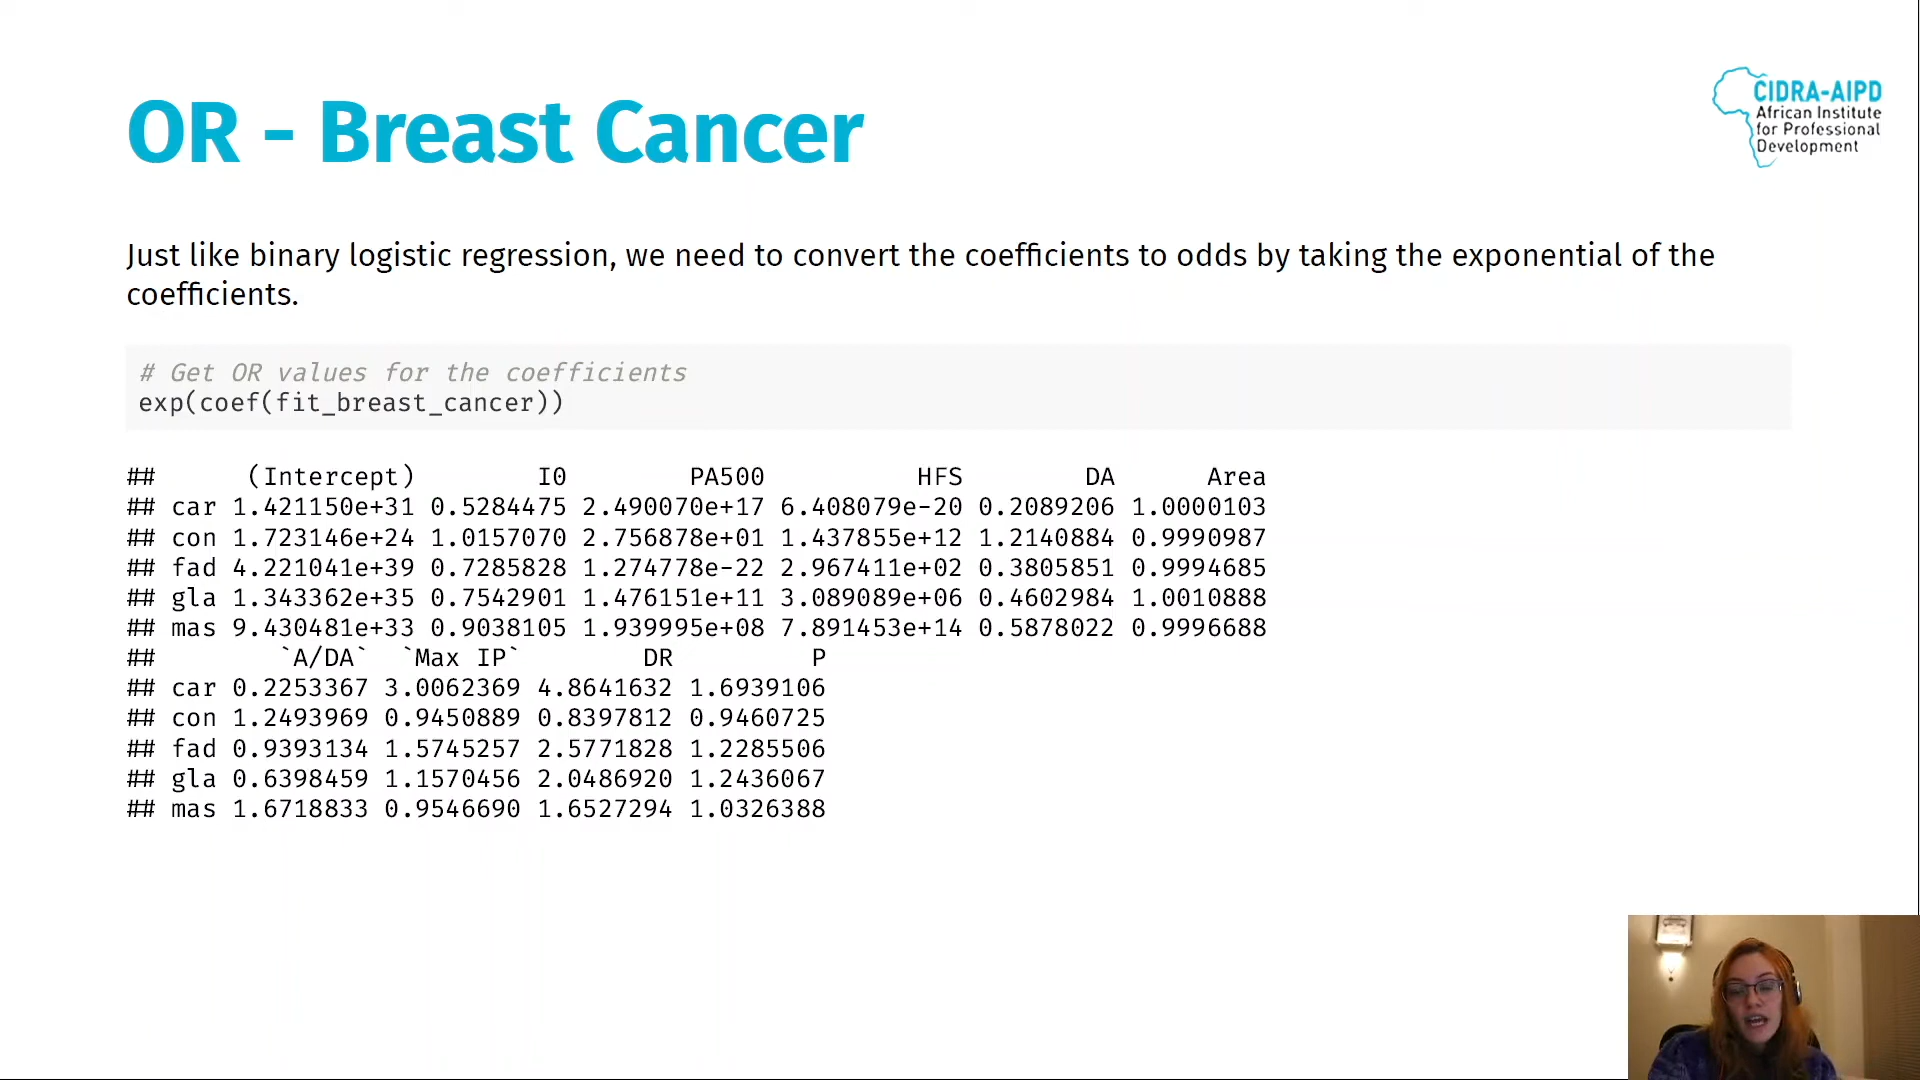 OR - Breast Cancer
CIDRA-AIPD
African Institute
for Professional
Development
Just like binary logistic regression, we need to convert the coefficients to odds by taking the exponential of the
coefficients.
# Get OR values for the coefficients
exp(coef(fit_breast_cancer))
##      (Intercept)        I0        PA500          HFS        DA      Area
## car 1.421150e+31 0.5284475 2.490070e+17 6.408079e-20 0.2089206 1.0000103
## con 1.723146e+24 1.0157070 2.756878e+01 1.437855e+12 1.2140884 0.9990987
## fad 4.221041e+39 0.7285828 1.274778e-22 2.967411e+02 0.3805851 0.9994685
## gla 1.343362e+35 0.7542901 1.476151e+11 3.089089e+06 0.4602984 1.0010888
## mas 9.430481e+33 0.9038105 1.939995e+08 7.891453e+14 0.5878022 0.9996688
##        `A/DA`  `Max IP`        DR         P
## car 0.2253367 3.0062369 4.8641632 1.6939106
## con 1.2493969 0.9450889 0.8397812 0.9460725
## fad 0.9393134 1.5745257 2.5771828 1.2285506
## gla 0.6398459 1.1570456 2.0486920 1.2436067
## mas 1.6718833 0.9546690 1.6527294 1.0326388